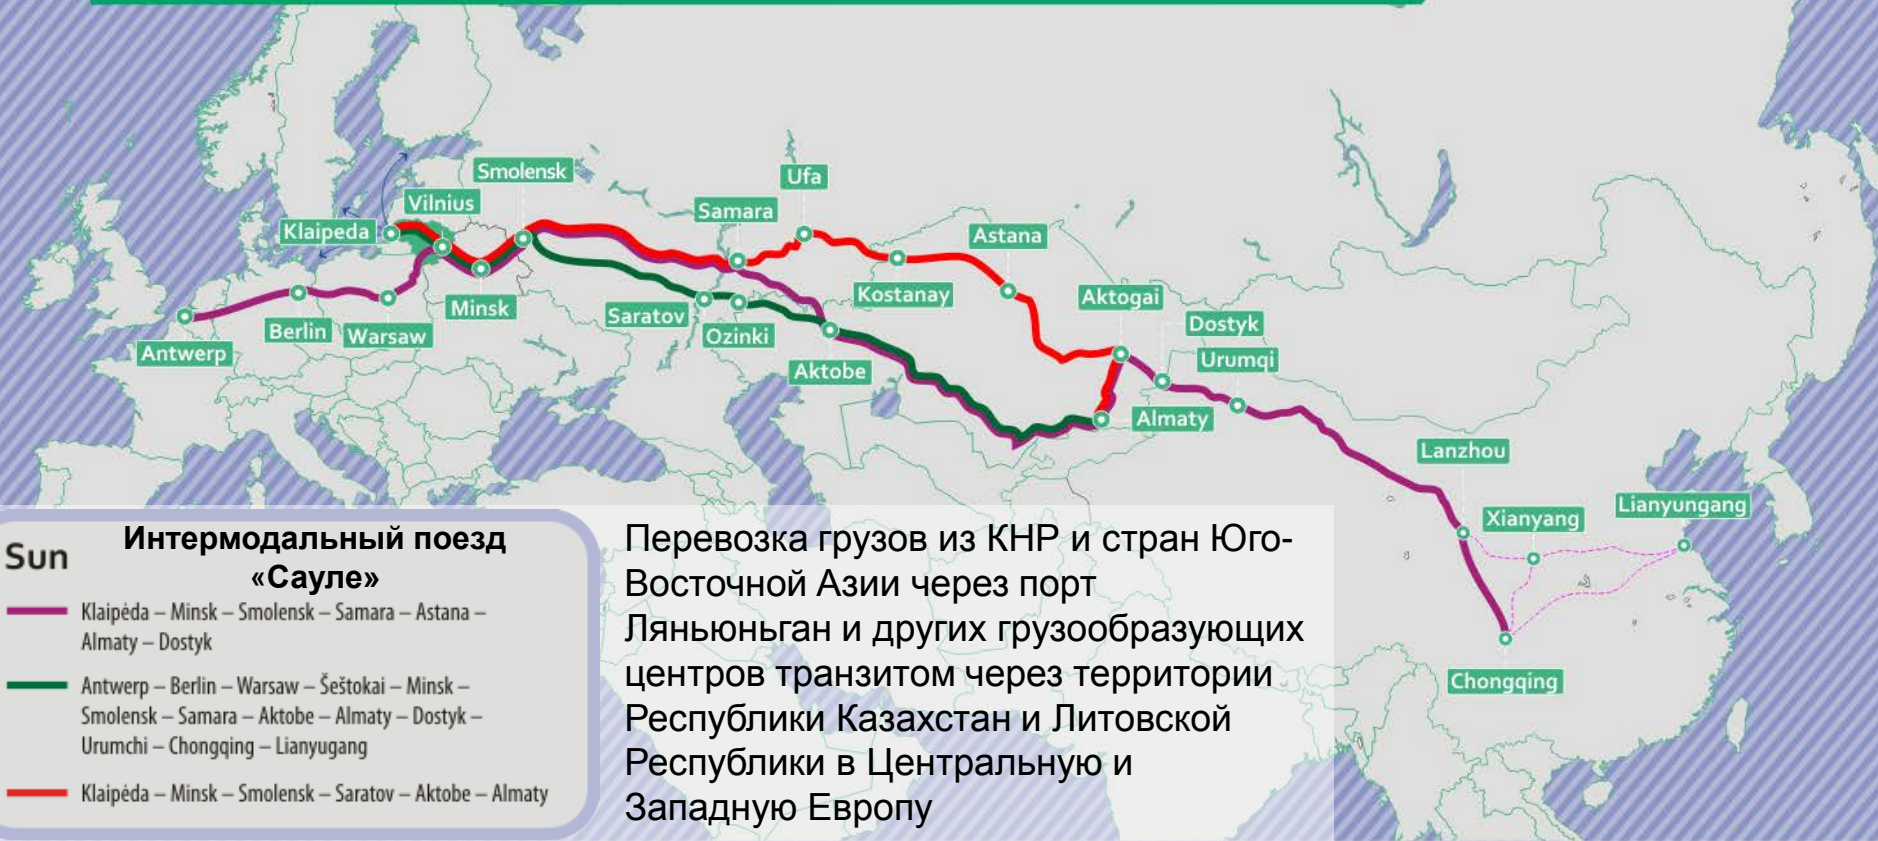 Smolensk
Ufa
Vilnius
Samara
Klaipeda
Astana
Minsk
Kostanay
Aktogai
Saratov
Dostyk
Berlin
Warsaw
Ozinki
Antwerp
Urumqi
Aktobe
Almaty
Lanzhou
Xianyang
Lianyungang
Chongqing
Sun
Интермодальный поезд
«Сауле»
Klaipėda – Minsk – Smolensk – Samara – Astana –
Almaty – Dostyk
Antwerp – Berlin – Warsaw – Šeštokai – Minsk –
Smolensk – Samara – Aktobe – Almaty – Dostyk –
Urumchi – Chongqing – Lianyugang
Klaipėda – Minsk – Smolensk – Saratov – Aktobe – Almaty
Перевозка грузов из КНР и стран Юго-
Восточной Азии через порт
Ляньюньган и других грузообразующих
центров транзитом через территории
Республики Казахстан и Литовской
Республики в Центральную и
Западную Европу